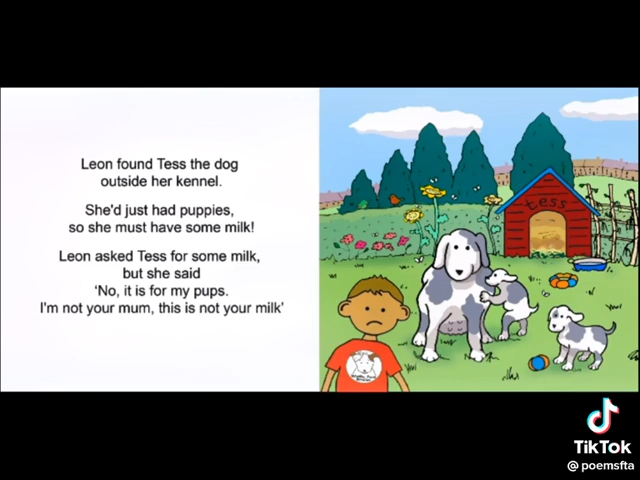 Leon found Tess the dog
outside her kennel.
She'd just had puppies,
so she must have some milk!
Leon asked Tess for some milk,
but she said
‘No, it is for my pups.
I'm not your mum, this is not your milk’
tess
TikTok
@poemsfta